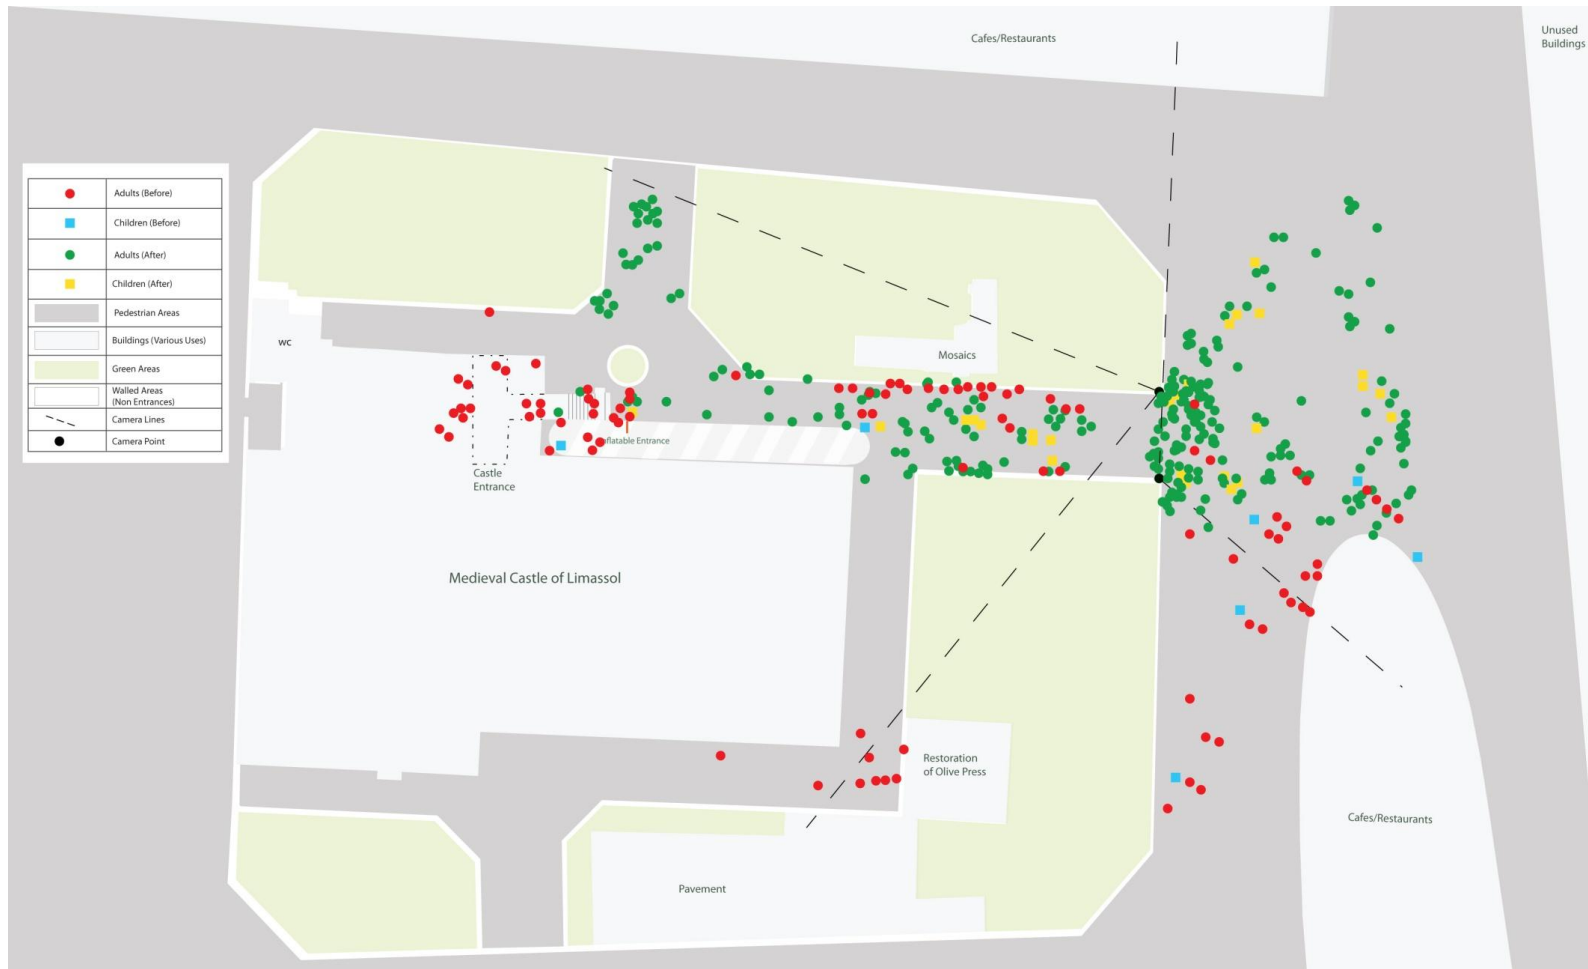 Cafes/Restaurants
Unused
Buildings
Adults (Before)
Children (Before)
Adults (After)
Children (After)
Pedestrian Areas
Buildings (Various Uses)
Green Areas
Walled Areas
(Non Entrances)
Camera Lines
Camera Point
WC
Mosaics
Inflatable Entrance
Castle
Entrance
Medieval Castle of Limassol
Restoration
of Olive Press
Cafes/Restaurants
Pavement